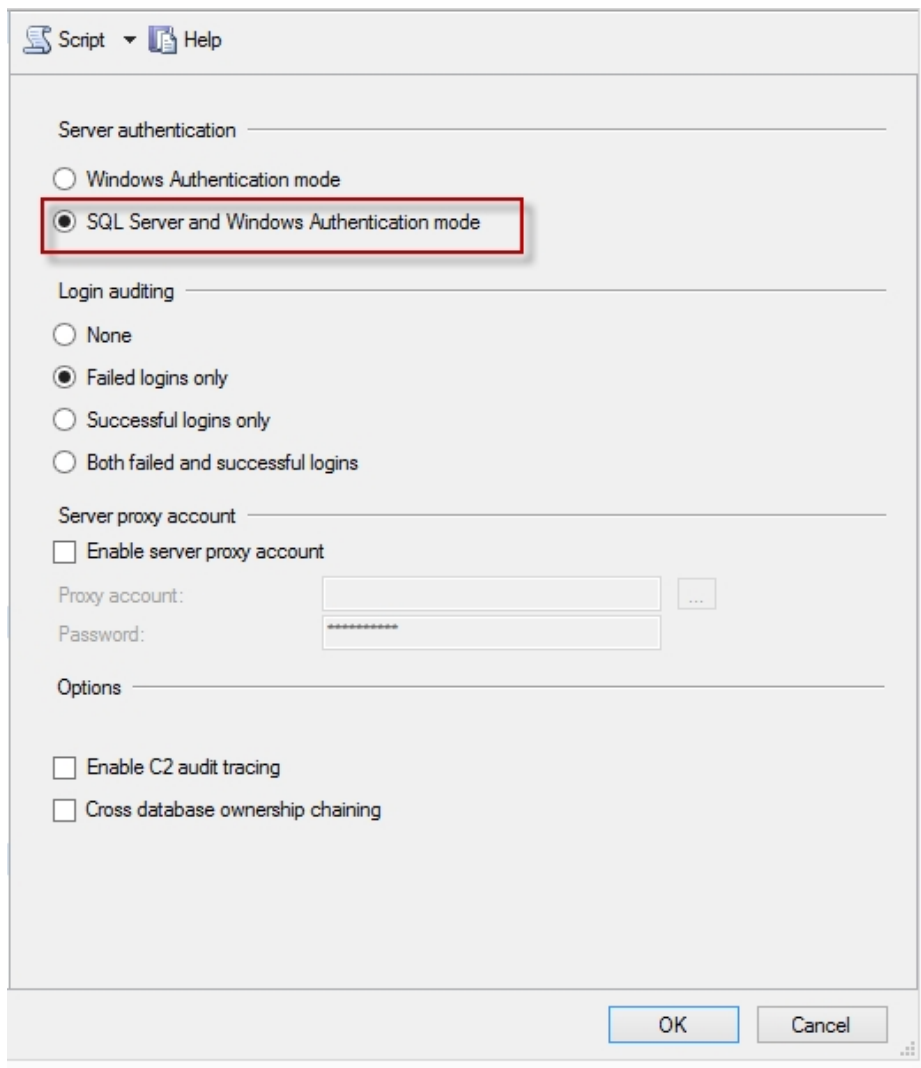 Script Help
Server authentication
Windows Authentication mode
SQL Server and Windows Authentication mode
Login auditing
None
Failed logins only
Successful logins only
Both failed and successful logins
Server proxy account
Enable server proxy account
Proxy account: ...
Password: **********
Options
Enable C2 audit tracing
Cross database ownership chaining
OK Cancel